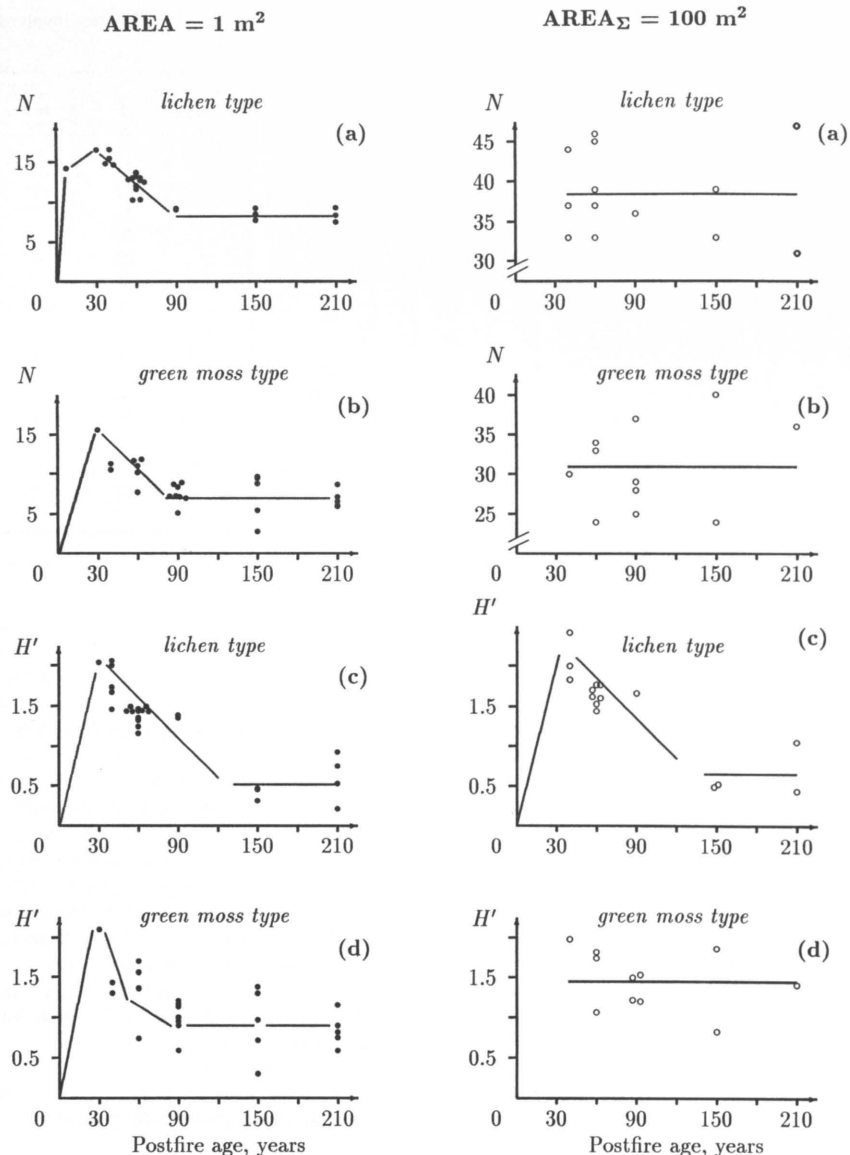 AREA = 1 m²
AREA_Σ = 100 m²
N
lichen type
(a)
15
5
0
30
90
150
210
N
lichen type
(a)
45
40
35
30
0
30
90
150
210
N
green moss type
(b)
15
5
0
30
90
150
210
N
green moss type
(b)
40
35
30
25
0
30
90
150
210
H′
lichen type
(c)
1.5
0.5
0
30
90
150
210
H′
lichen type
(c)
1.5
0.5
0
30
90
150
210
H′
green moss type
(d)
1.5
0.5
0
30
90
150
210
Postfire age, years
H′
green moss type
(d)
1.5
0.5
0
30
90
150
210
Postfire age, years